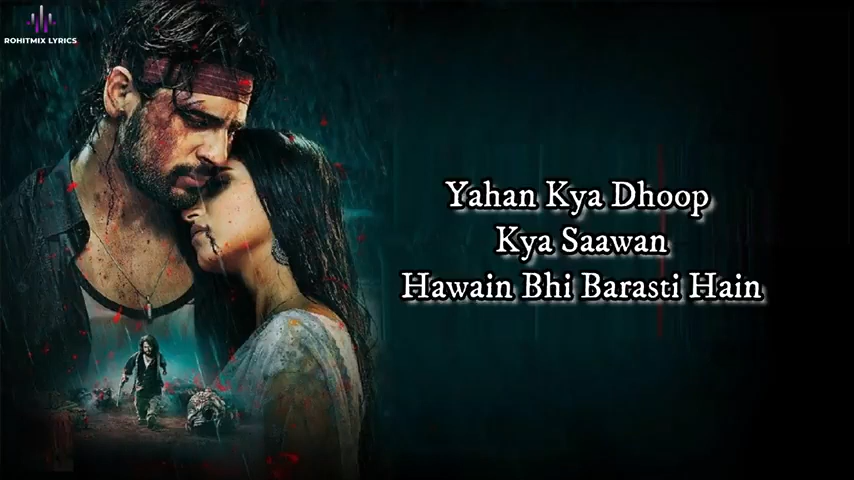 ROHITMIX LYRICS
Yahan Kya Dhoop
Kya Saawan
Hawain Bhi Barasti Hain